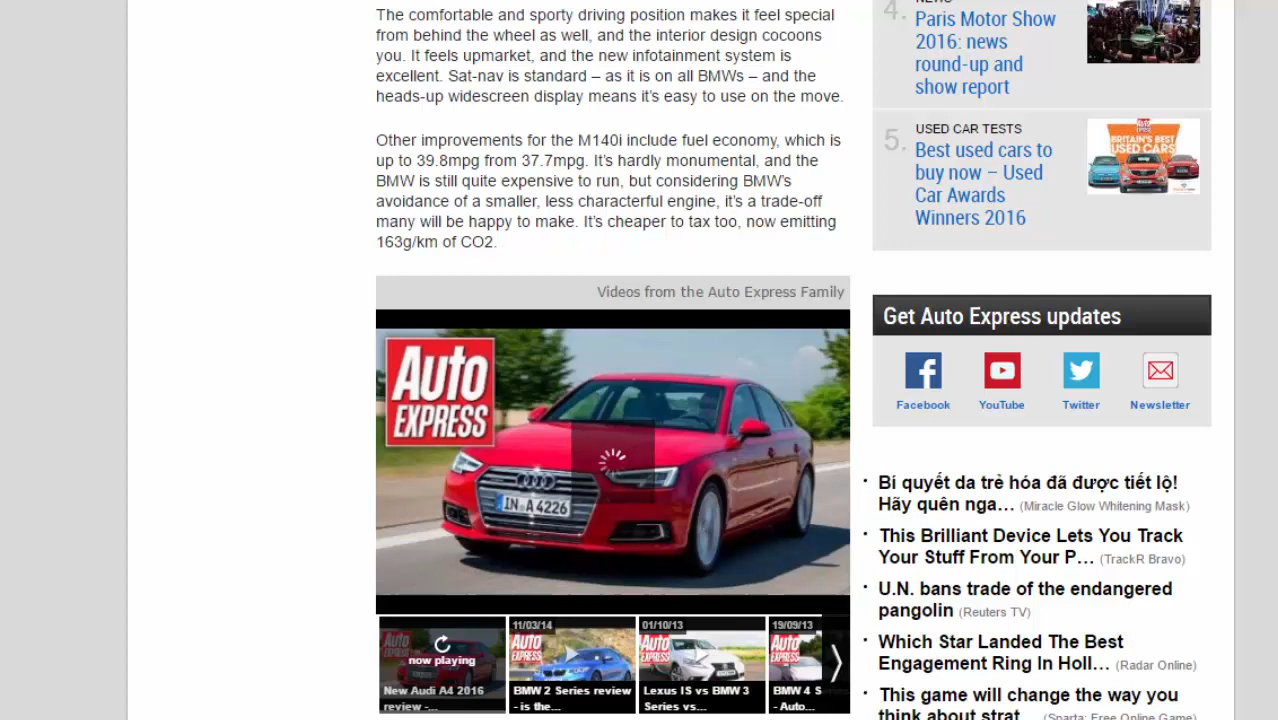 The comfortable and sporty driving position makes it feel special
from behind the wheel as well, and the interior design cocoons
you. It feels upmarket, and the new infotainment system is
excellent. Sat-nav is standard – as it is on all BMWs – and the
heads-up widescreen display means it's easy to use on the move.
Other improvements for the M140i include fuel economy, which is
up to 39.8mpg from 37.7mpg. It's hardly monumental, and the
BMW is still quite expensive to run, but considering BMW's
avoidance of a smaller, less characterful engine, it's a trade-off
many will be happy to make. It's cheaper to tax too, now emitting
163g/km of CO2.
Videos from the Auto Express Family
Auto
EXPRESS
IN A 4226
now playing
New Audi A4 2016
review -...
11/03/14
Auto
EXPRESS
BMW 2 Series review
- is the...
01/10/13
Auto
EXPRESS
Lexus IS vs BMW 3
Series vs...
19/09/13
BMW 4 S
- Auto...
4.
NEWS
Paris Motor Show
2016: news
round-up and
show report
5.
USED CAR TESTS
Best used cars to
buy now – Used
Car Awards
Winners 2016
BRITAIN'S BEST
USED CARS
Get Auto Express updates
Facebook YouTube Twitter Newsletter
Bí quyết da trẻ hóa đã được tiết lộ!
Hãy quên nga… (Miracle Glow Whitening Mask)
This Brilliant Device Lets You Track
Your Stuff From Your P… (TrackR Bravo)
U.N. bans trade of the endangered
pangolin (Reuters TV)
Which Star Landed The Best
Engagement Ring In Holl… (Radar Online)
This game will change the way you
think about strat… (Sparta: Free Online Game)